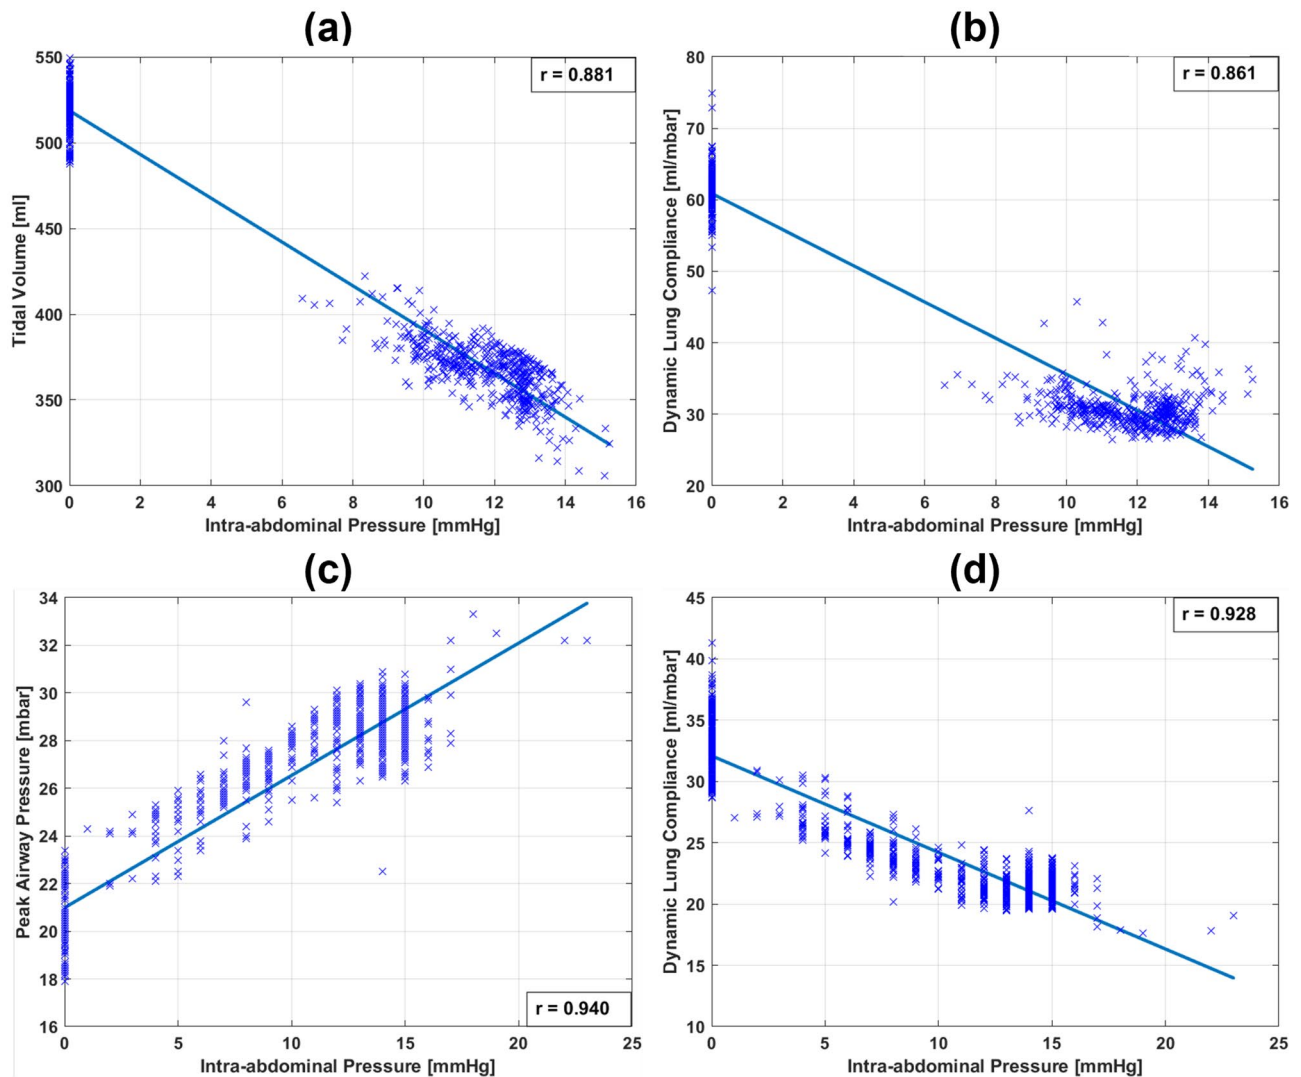 (a)
r = 0.881
550
500
450
400
350
300
Tidal Volume [ml]
0 2 4 6 8 10 12 14 16
Intra-abdominal Pressure [mmHg]
(b)
r = 0.861
80
70
60
50
40
30
20
Dynamic Lung Compliance [ml/mbar]
0 2 4 6 8 10 12 14 16
Intra-abdominal Pressure [mmHg]
(c)
34
32
30
28
26
24
22
20
18
16
Peak Airway Pressure [mbar]
r = 0.940
0 5 10 15 20 25
Intra-abdominal Pressure [mmHg]
(d)
r = 0.928
45
40
35
30
25
20
15
10
Dynamic Lung Compliance [ml/mbar]
0 5 10 15 20 25
Intra-abdominal Pressure [mmHg]